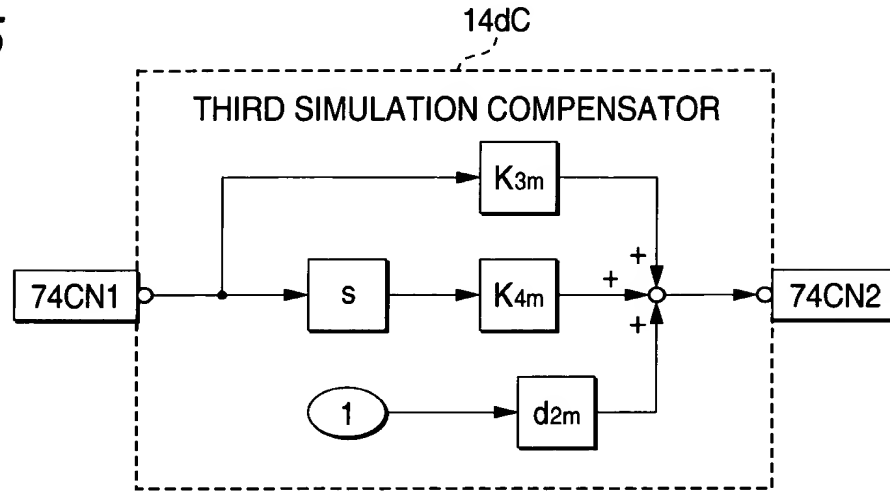 14dC
THIRD SIMULATION COMPENSATOR
K3m
+
74CN1
s
K4m
+
74CN2
+
1
d2m